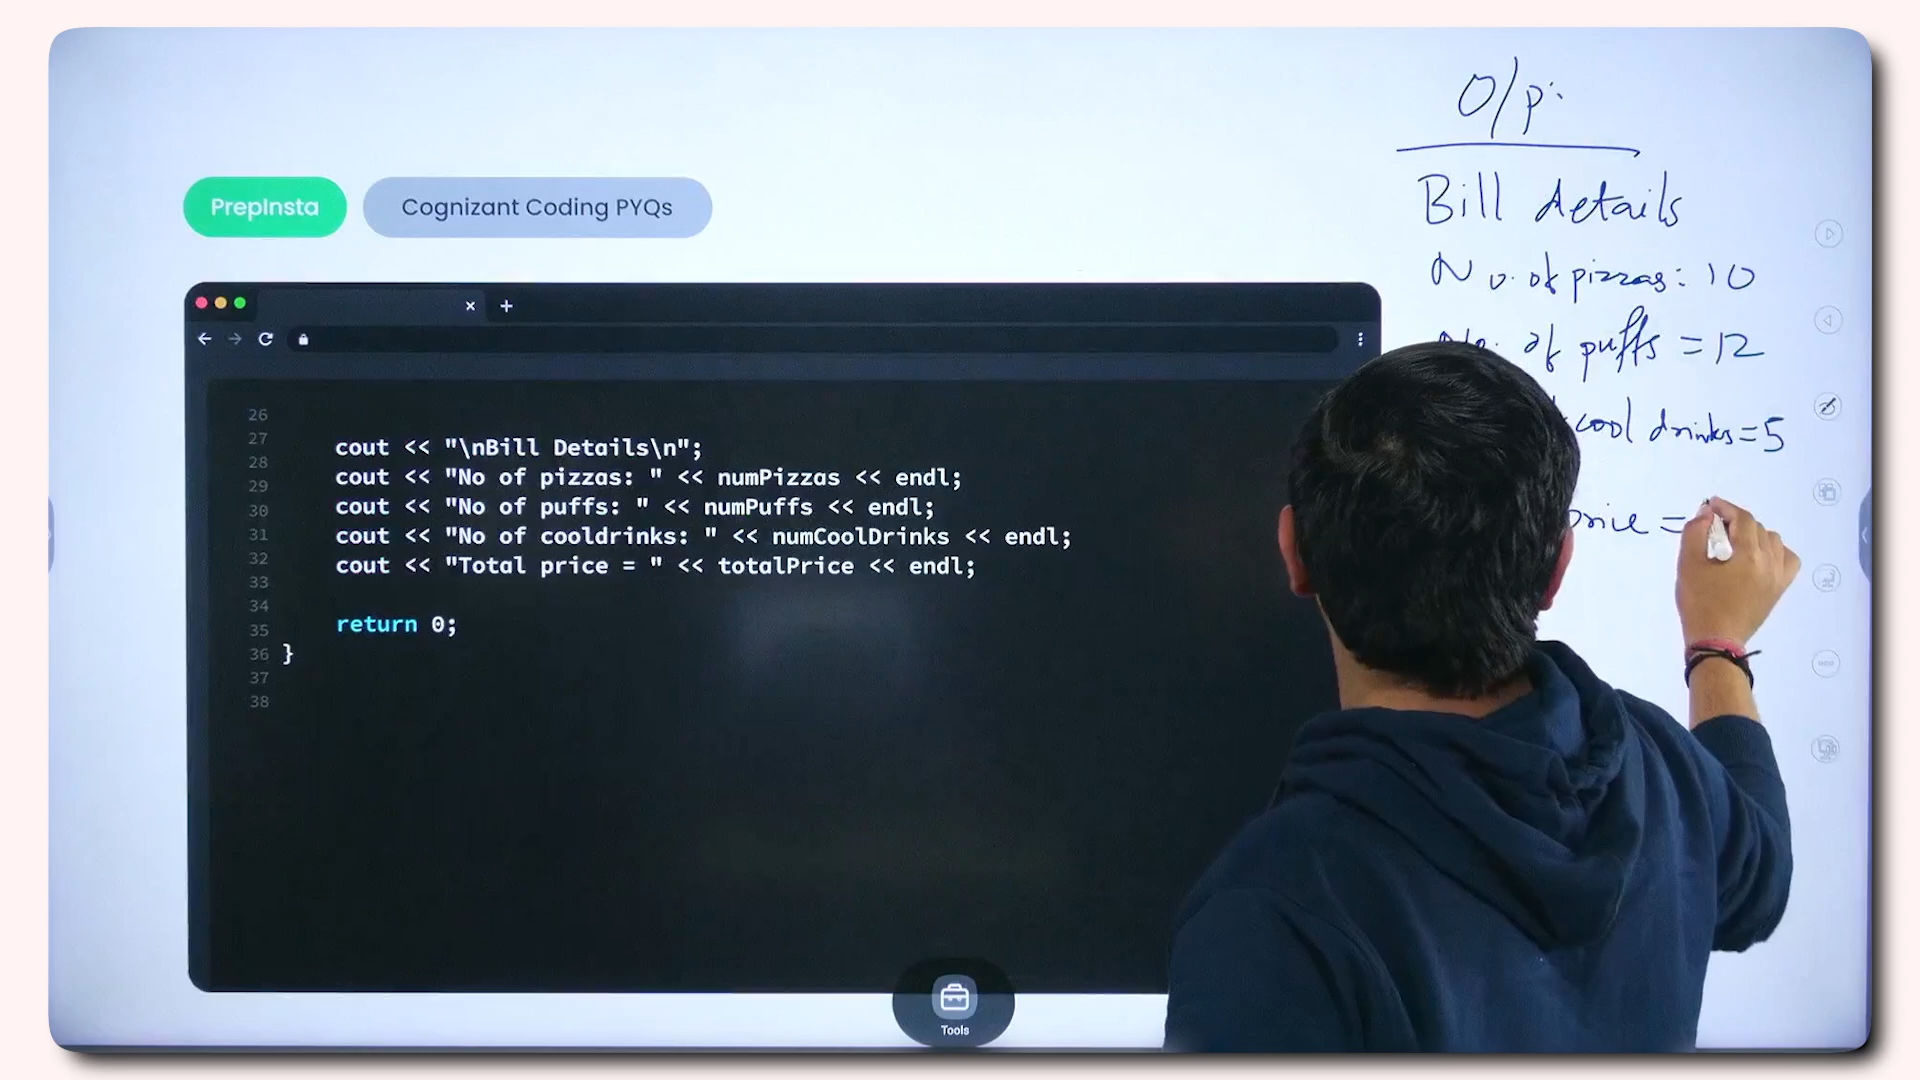 PrepInsta
Cognizant Coding PYQs
26
27 cout << "\nBill Details\n";
28 cout << "No of pizzas: " << numPizzas << endl;
29
30 cout << "No of puffs: " << numPuffs << endl;
31 cout << "No of cooldrinks: " << numCoolDrinks << endl;
32 cout << "Total price = " << totalPrice << endl;
33
34
35 return 0;
36 }
37
38
Tools
O/p:
Bill details
No. of pizzas: 10
No. of puffs = 12
cool drinks = 5
price =